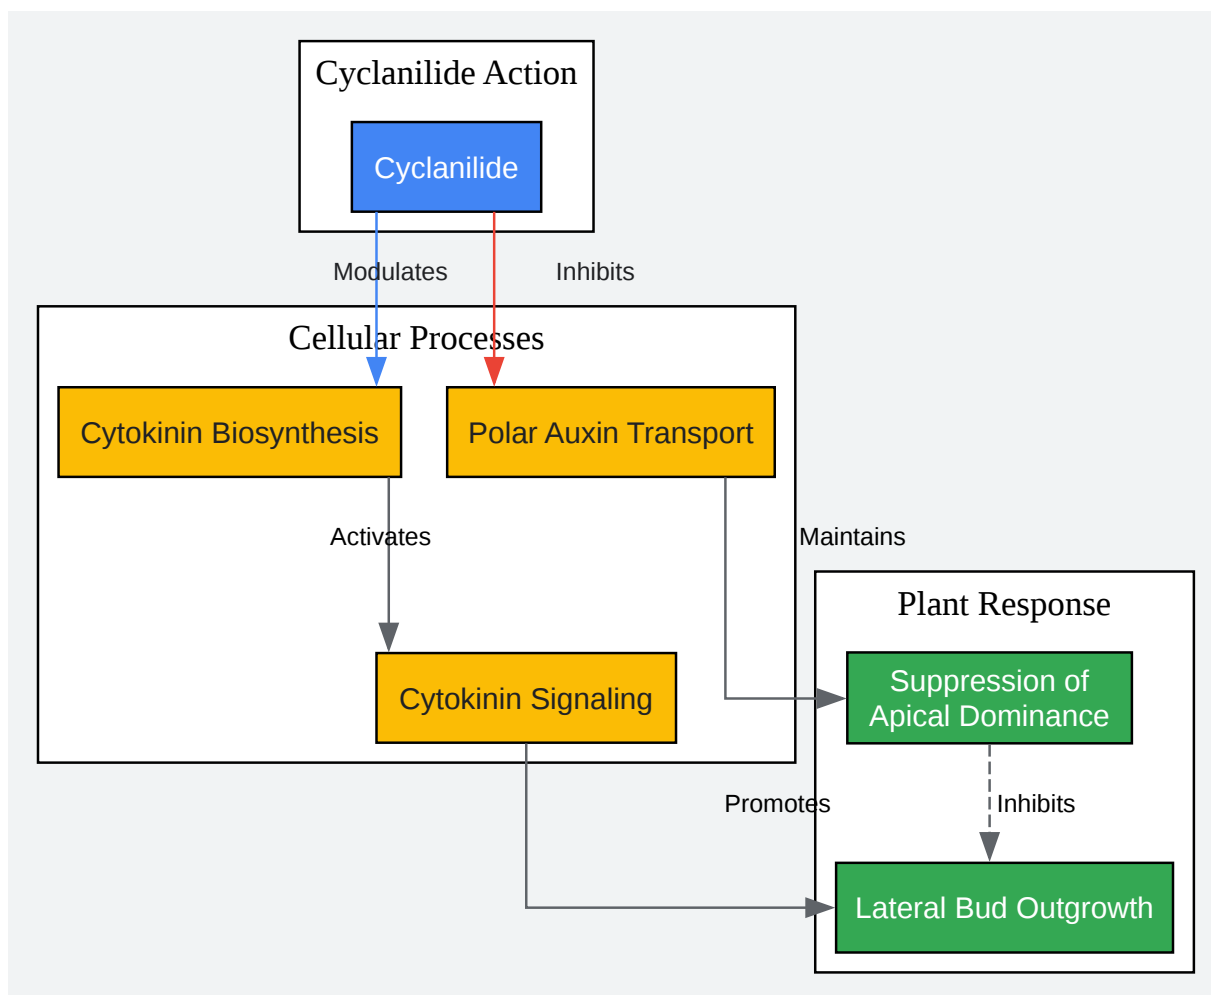 Cyclanilide Action
Cyclanilide
Modulates
Inhibits
Cellular Processes
Cytokinin Biosynthesis
Polar Auxin Transport
Activates
Maintains
Plant Response
Suppression of
Apical Dominance
Cytokinin Signaling
Promotes
Inhibits
Lateral Bud Outgrowth